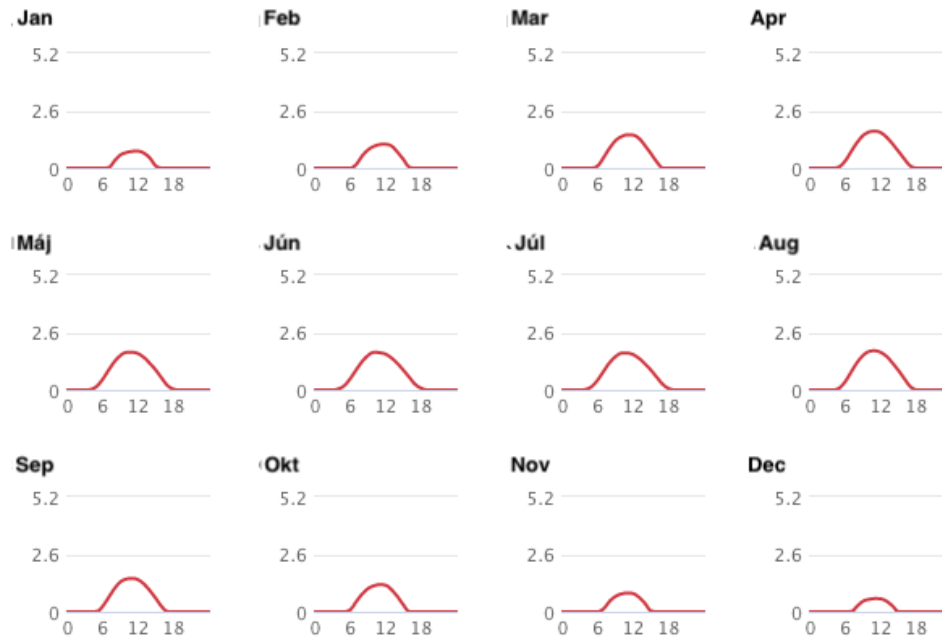 Jan Feb Mar Apr
5.2 5.2 5.2 5.2
2.6 2.6 2.6 2.6
0 0 0 0
0 6 12 18 0 6 12 18 0 6 12 18 0 6 12 18
Máj Jún Júl Aug
5.2 5.2 5.2 5.2
2.6 2.6 2.6 2.6
0 0 0 0
0 6 12 18 0 6 12 18 0 6 12 18 0 6 12 18
Sep Okt Nov Dec
5.2 5.2 5.2 5.2
2.6 2.6 2.6 2.6
0 0 0 0
0 6 12 18 0 6 12 18 0 6 12 18 0 6 12 18